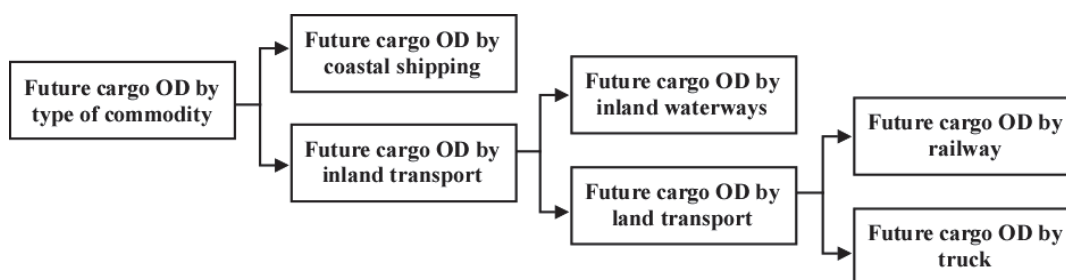 Future cargo OD by
type of commodity
Future cargo OD by
coastal shipping
Future cargo OD by
inland transport
Future cargo OD by
inland waterways
Future cargo OD by
land transport
Future cargo OD by
railway
Future cargo OD by
truck